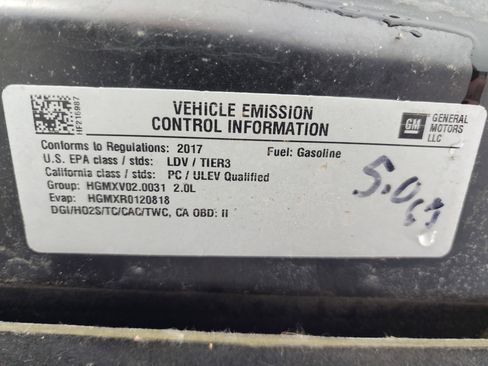 HF216987
VEHICLE EMISSION
CONTROL INFORMATION
GM
GENERAL
MOTORS
LLC
Conforms to Regulations: 2017 Fuel: Gasoline
U.S. EPA class / stds: LDV / TIER3
California class / stds: PC / ULEV Qualified
Group: HGMXV02.0031 2.0L
Evap: HGMXR0120818
DGI/HO2S/TC/CAC/TWC, CA OBD: II